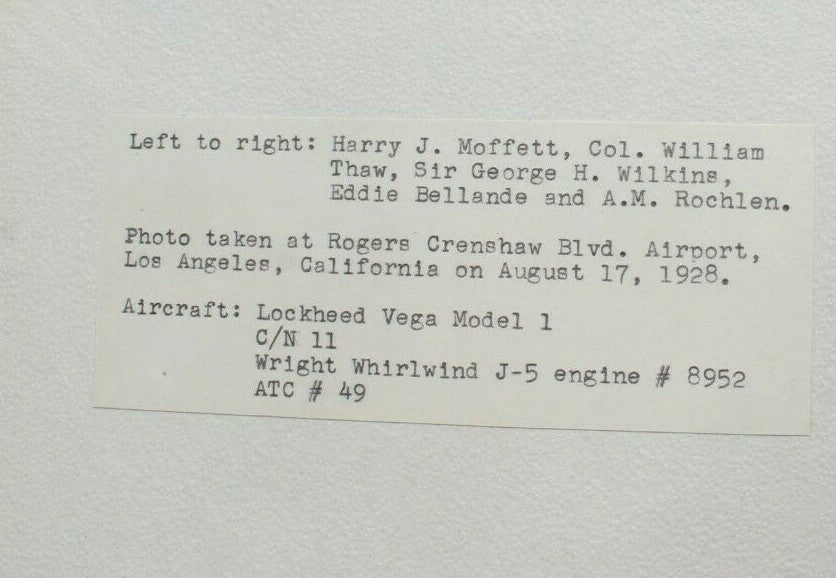 Left to right: Harry J. Moffett, Col. William
Thaw, Sir George H. Wilkins,
Eddie Bellande and A.M. Rochlen.
Photo taken at Rogers Crenshaw Blvd. Airport,
Los Angeles, California on August 17, 1928.
Aircraft: Lockheed Vega Model 1
C/N 11
Wright Whirlwind J-5 engine # 8952
ATC # 49